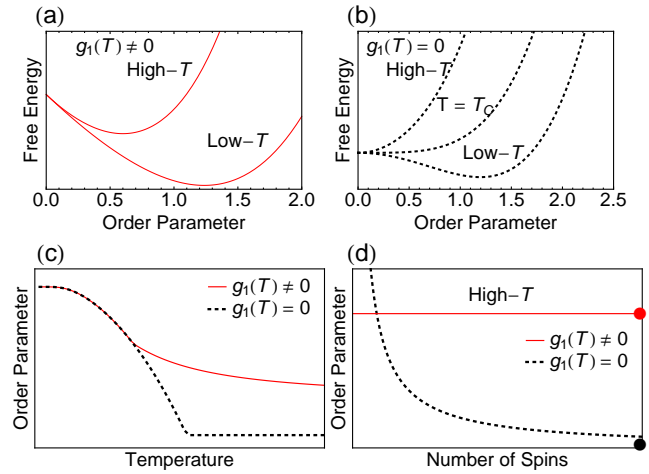 (a)
g₁(T) ≠ 0
High−T
Low−T
Free Energy
0.0 0.5 1.0 1.5 2.0
Order Parameter
(b)
g₁(T) = 0
High−T
T = T_C
Low−T
Free Energy
0.0 0.5 1.0 1.5 2.0 2.5
Order Parameter
(c)
g₁(T) ≠ 0
g₁(T) = 0
Order Parameter
Temperature
(d)
High−T
g₁(T) ≠ 0
g₁(T) = 0
Order Parameter
Number of Spins